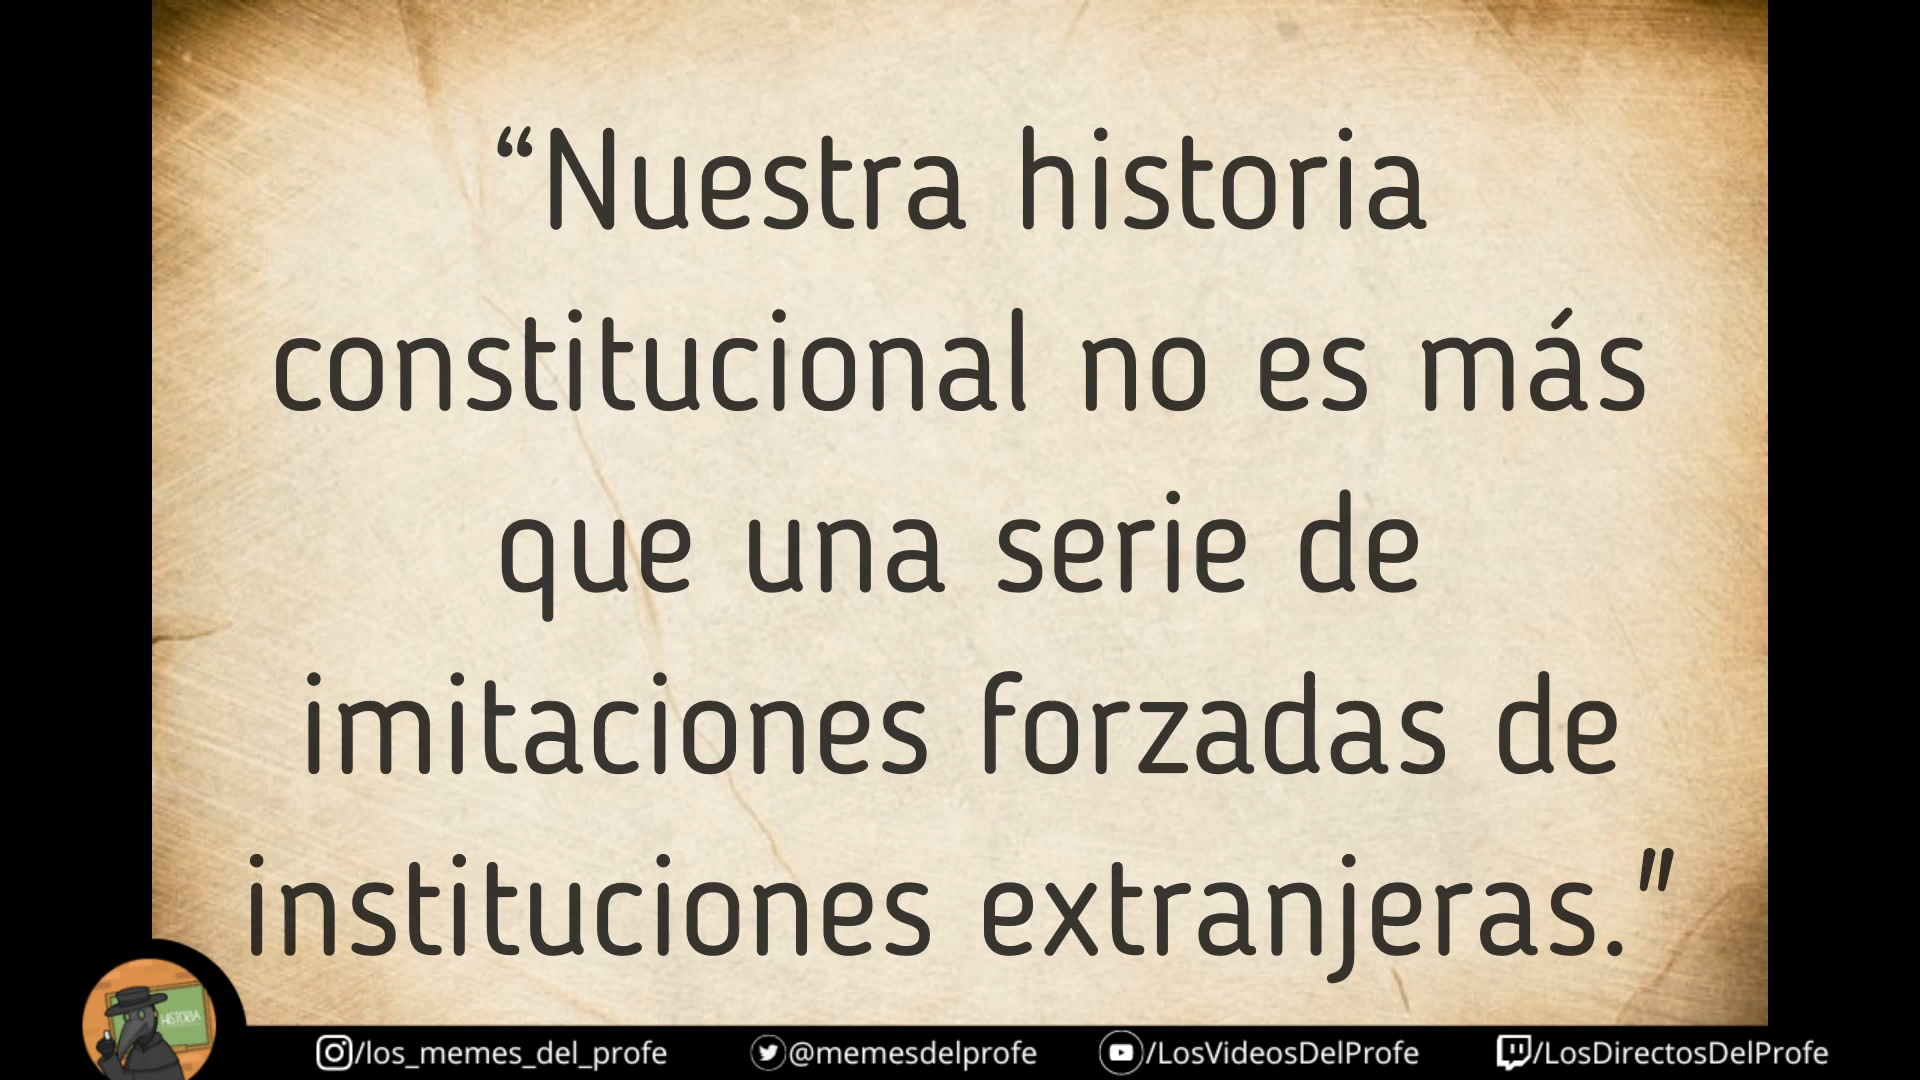 “Nuestra historia
constitucional no es más
que una serie de
imitaciones forzadas de
instituciones extranjeras."
HISTORIA
/los_memes_del_profe @memesdelprofe /LosVideosDelProfe /LosDirectosDelProfe